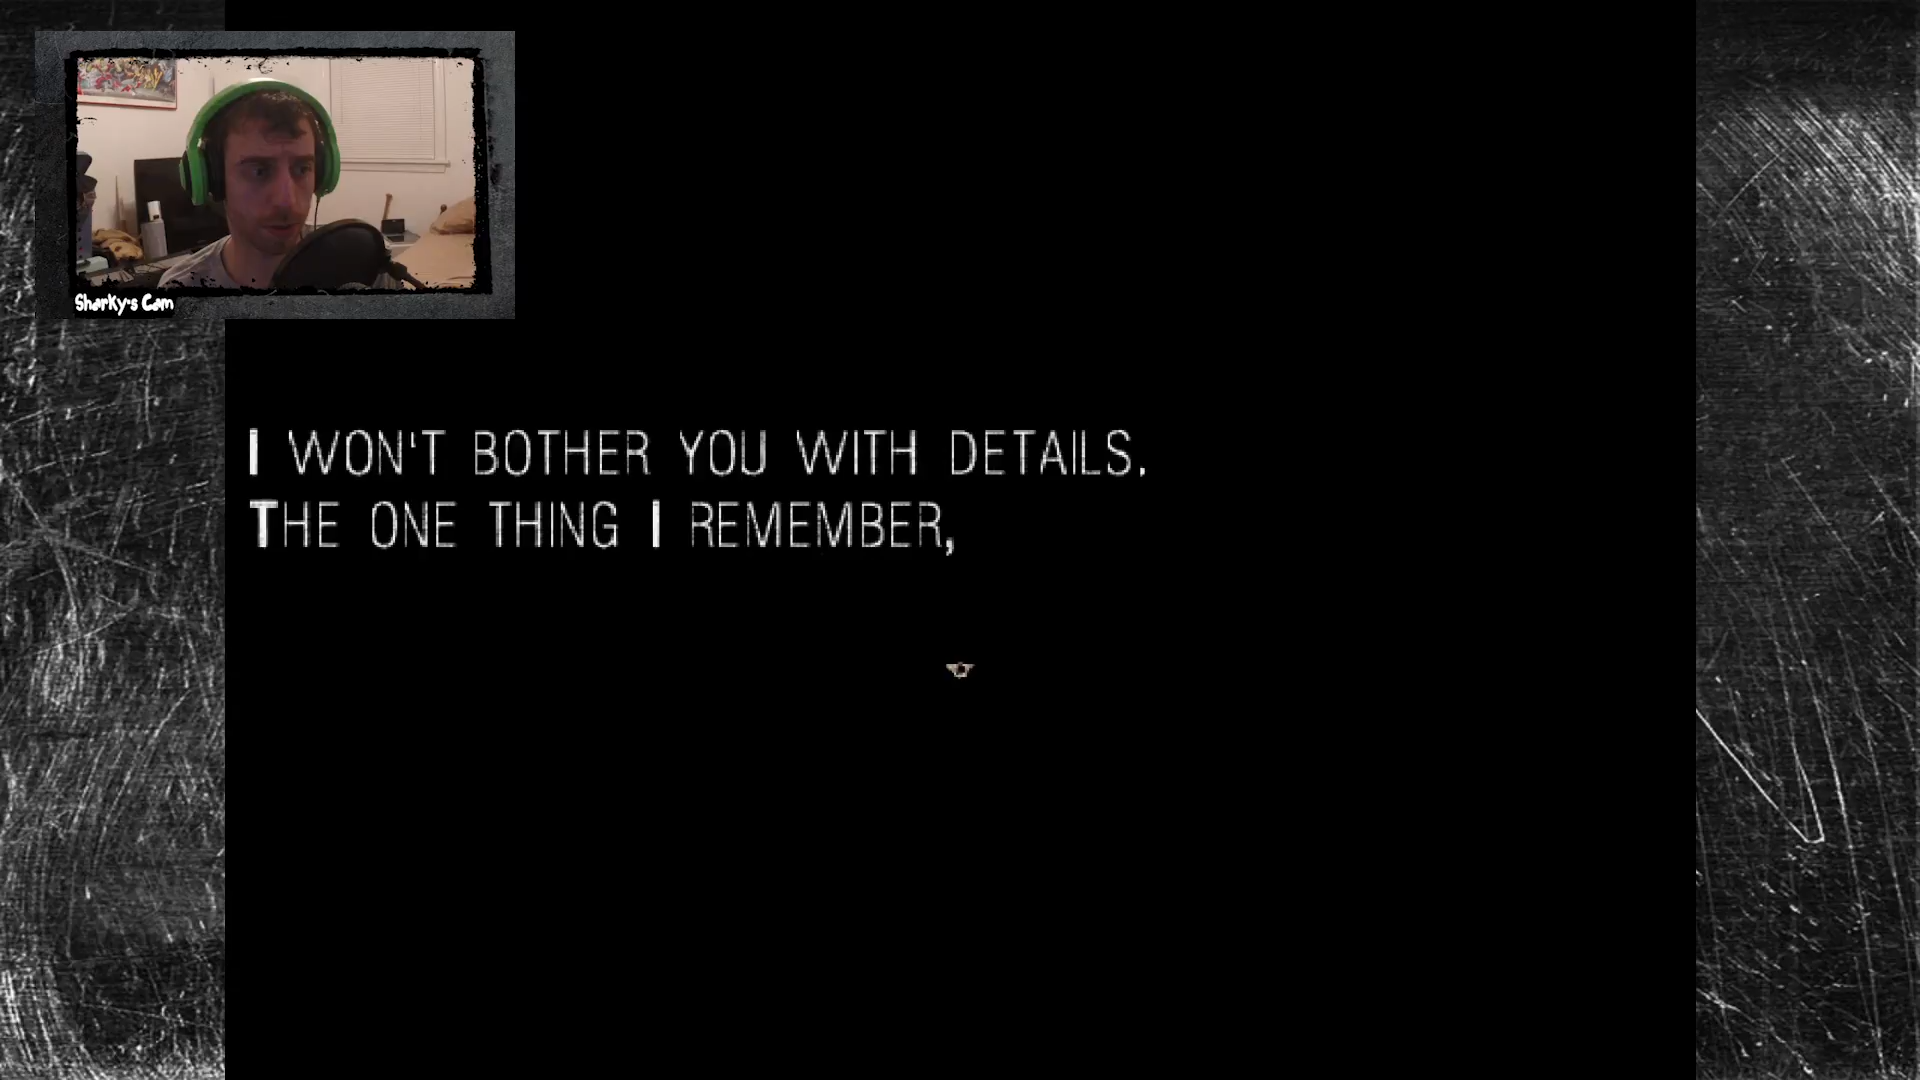 Sharky's Cam
I WON'T BOTHER YOU WITH DETAILS.
THE ONE THING I REMEMBER,